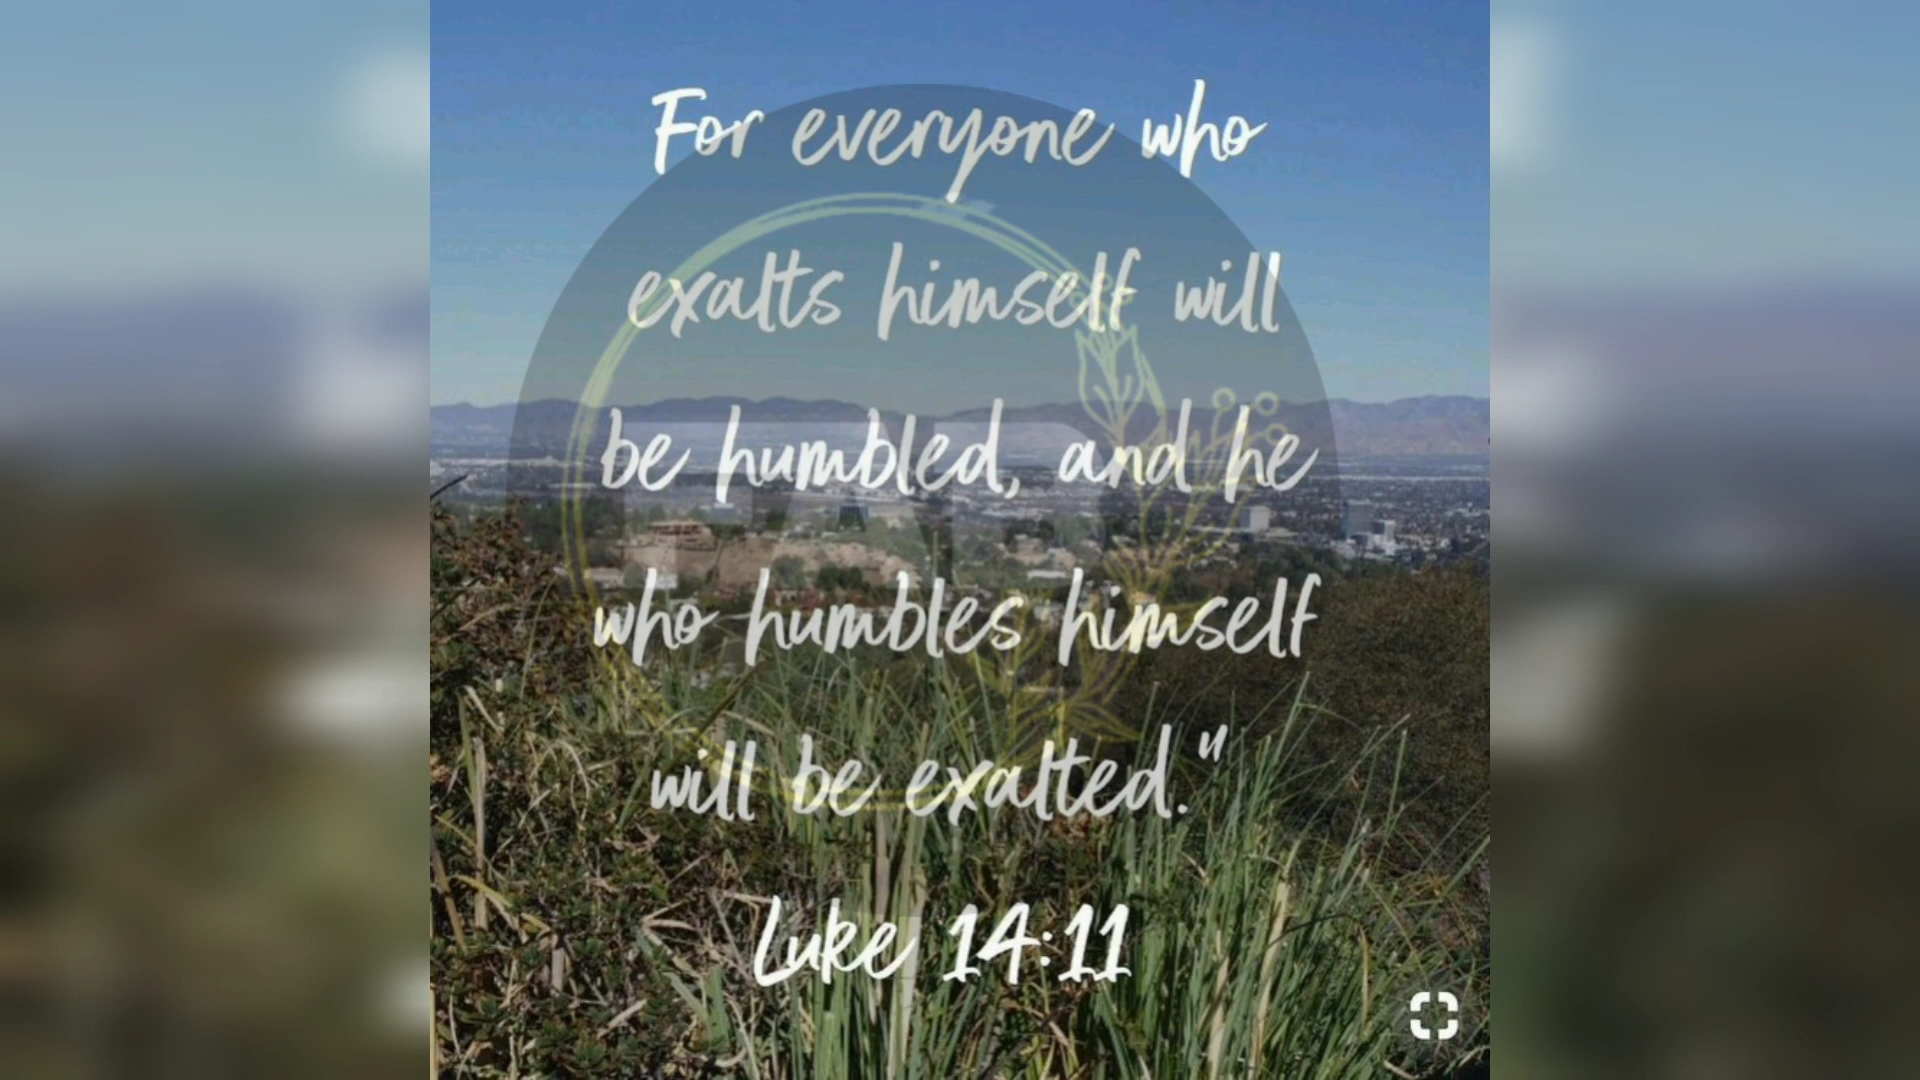 For everyone who
exalts himself will
be humbled, and he
who humbles himself
will be exalted."
Luke 14:11